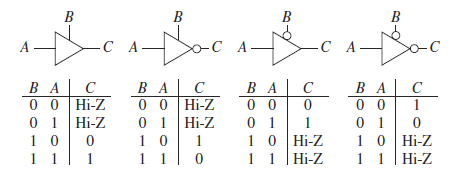 B B B B
A C A C A C A C
B A C B A C B A C B A C
0 0 Hi-Z 0 0 Hi-Z 0 0 0 0 0 1
0 1 Hi-Z 0 1 Hi-Z 0 1 1 0 1 0
1 0 0 1 0 1 1 0 Hi-Z 1 0 Hi-Z
1 1 1 1 1 0 1 1 Hi-Z 1 1 Hi-Z